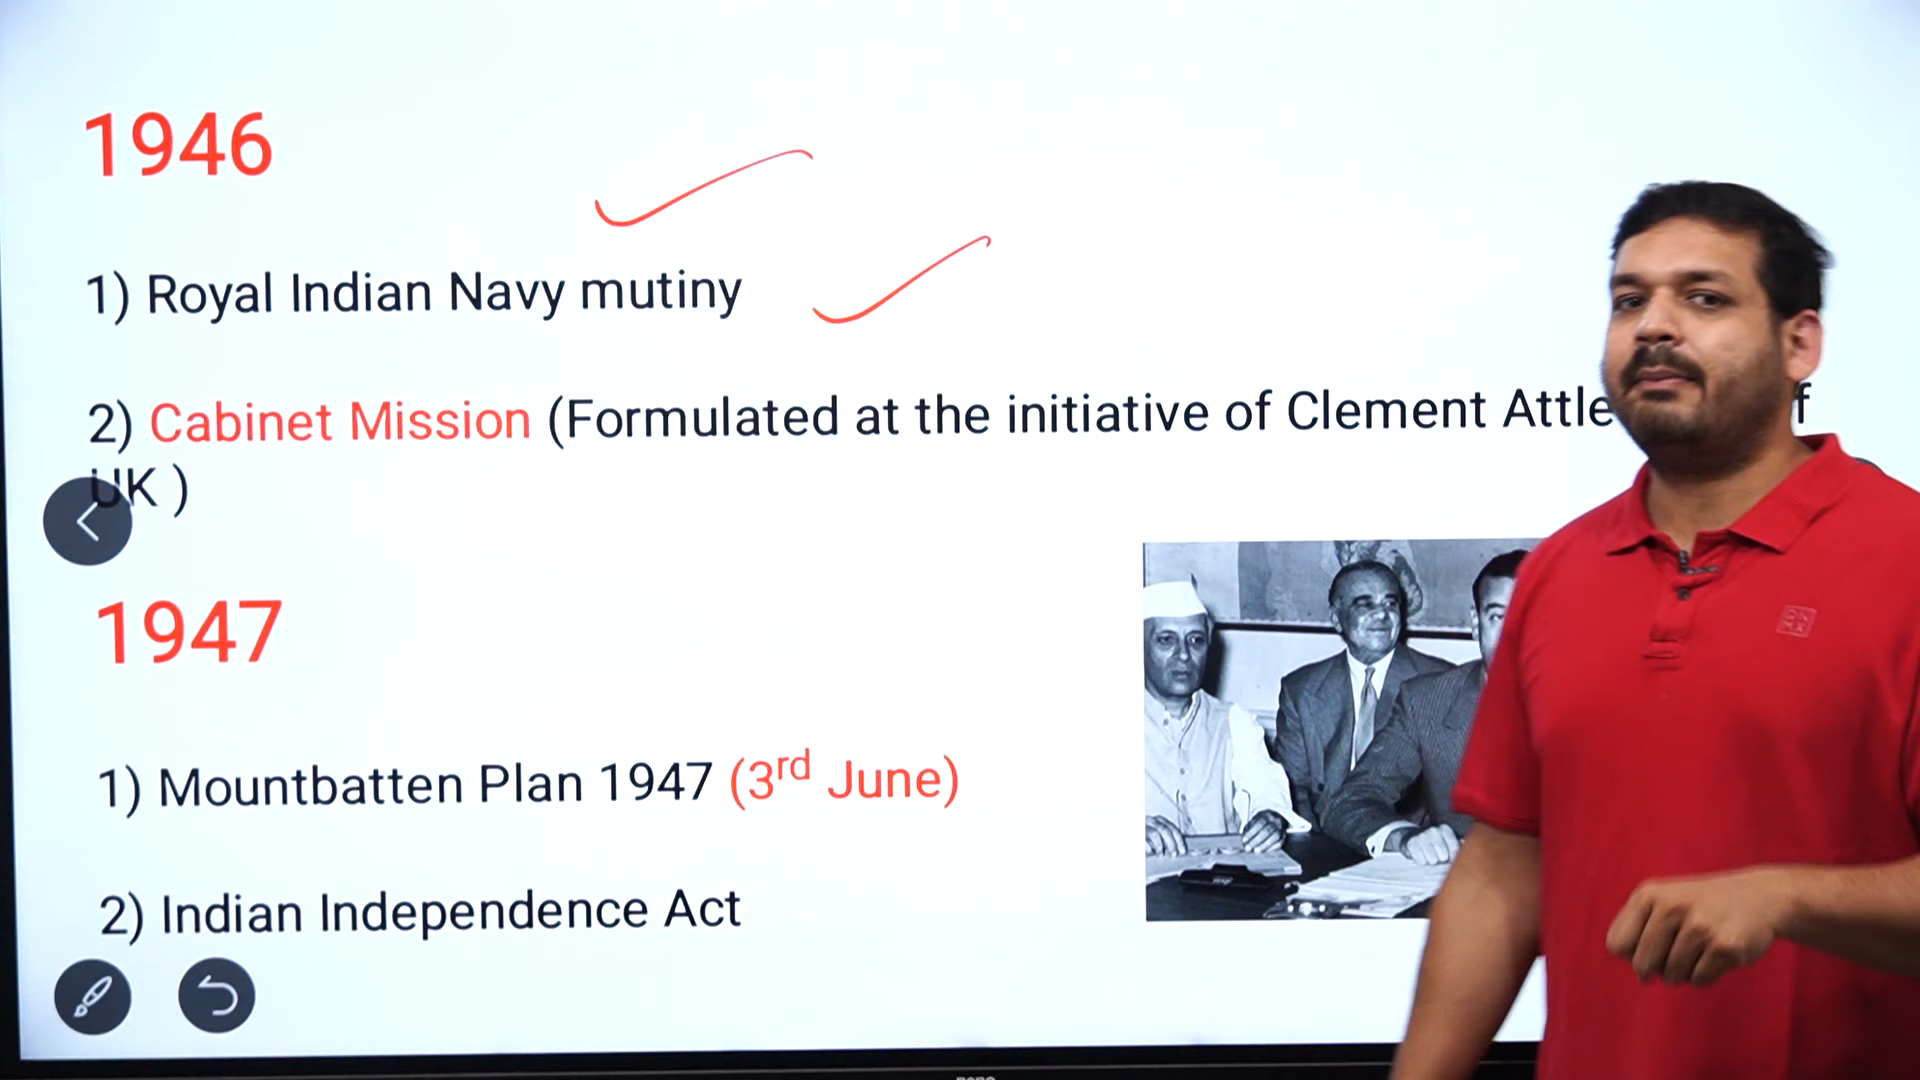 1946
1) Royal Indian Navy mutiny
2) Cabinet Mission (Formulated at the initiative of Clement Attle f
UK )
1947
1) Mountbatten Plan 1947 (3rd June)
2) Indian Independence Act